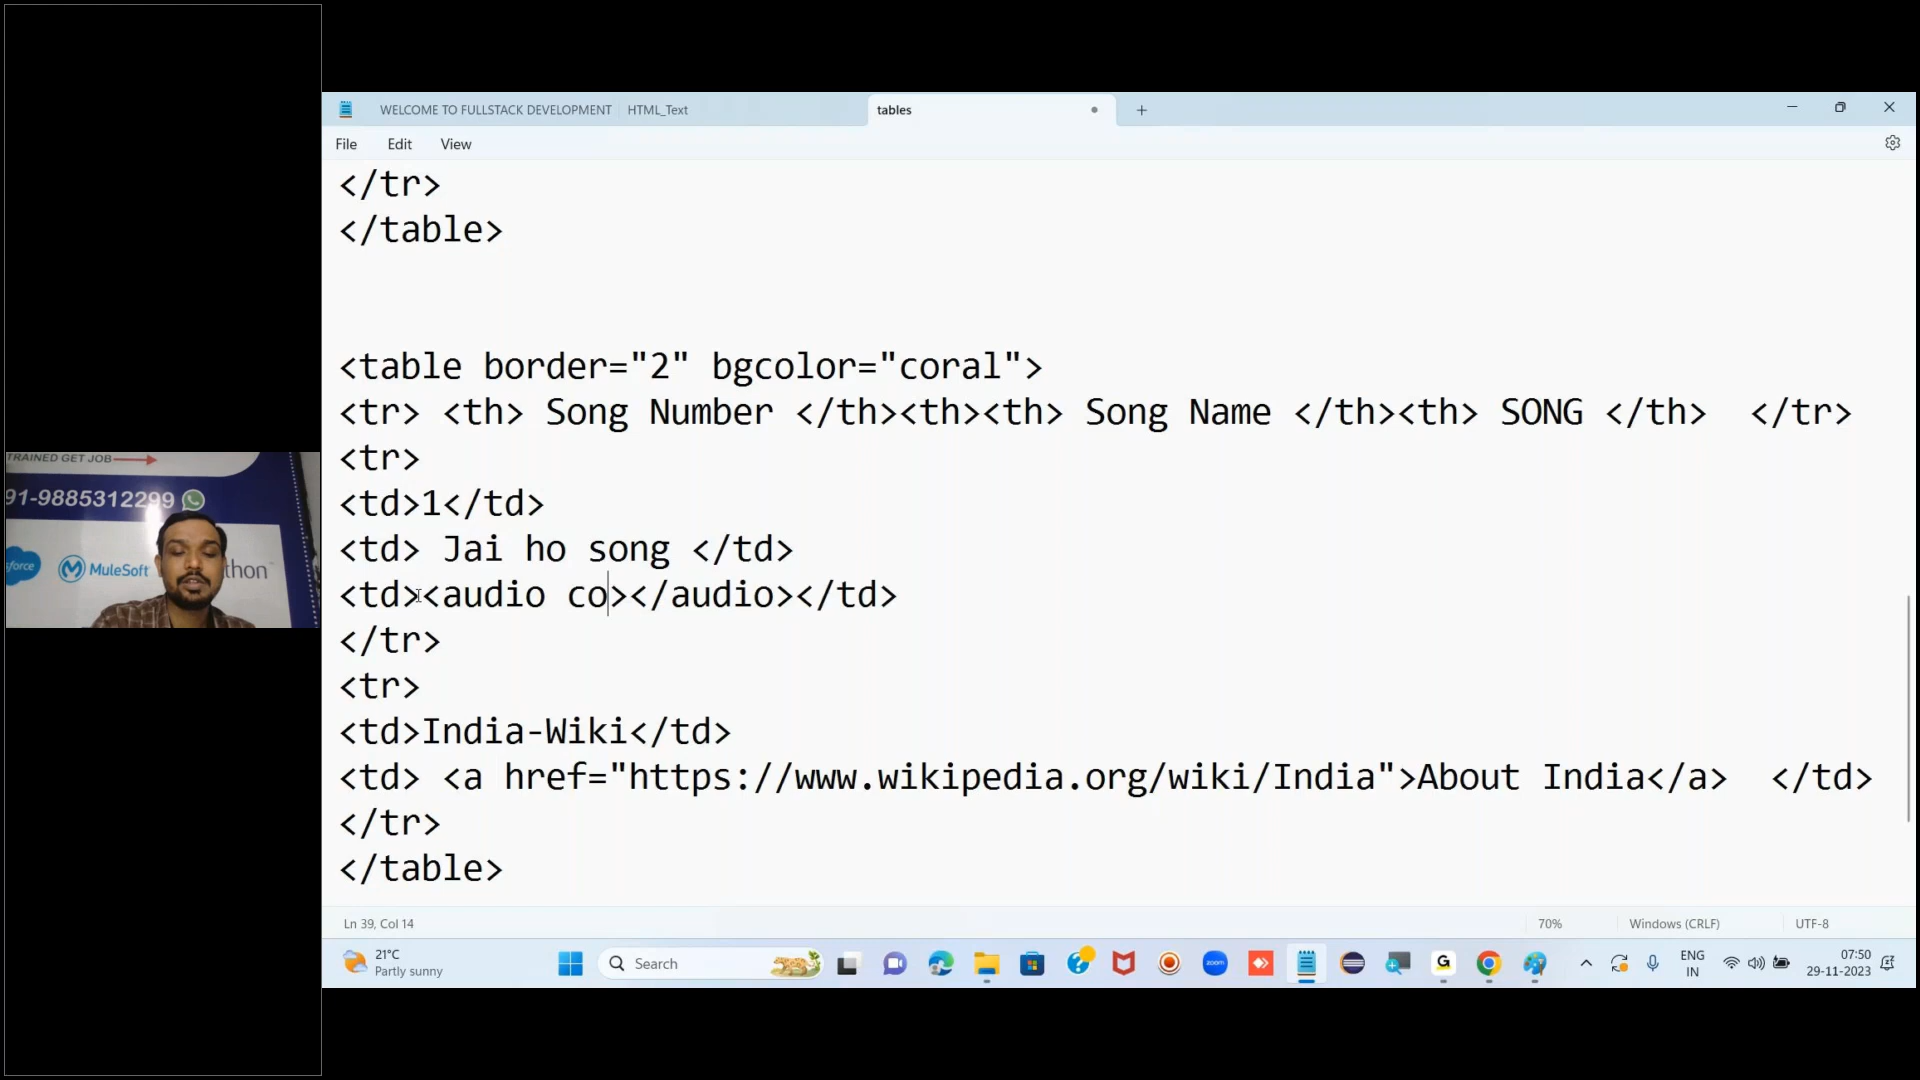 WELCOME TO FULLSTACK DEVELOPMENT HTML_Text tables
File Edit View
</tr>
</table>
<table border="2" bgcolor="coral">
<tr> <th> Song Number </th><th><th> Song Name </th><th> SONG </th>  </tr>
<tr>
<td>1</td>
<td> Jai ho song </td>
<td><audio co></audio></td>
</tr>
<tr>
<td>India-Wiki</td>
<td> <a href="https://www.wikipedia.org/wiki/India">About India</a>  </td>
</tr>
</table>
Ln 39, Col 14 70% Windows (CRLF) UTF-8
21°C
Partly sunny
Search
zoom
G
ENG
IN
07:50
29-11-2023
TRAINED GET JOB
91-9885312299
force MuleSoft thon